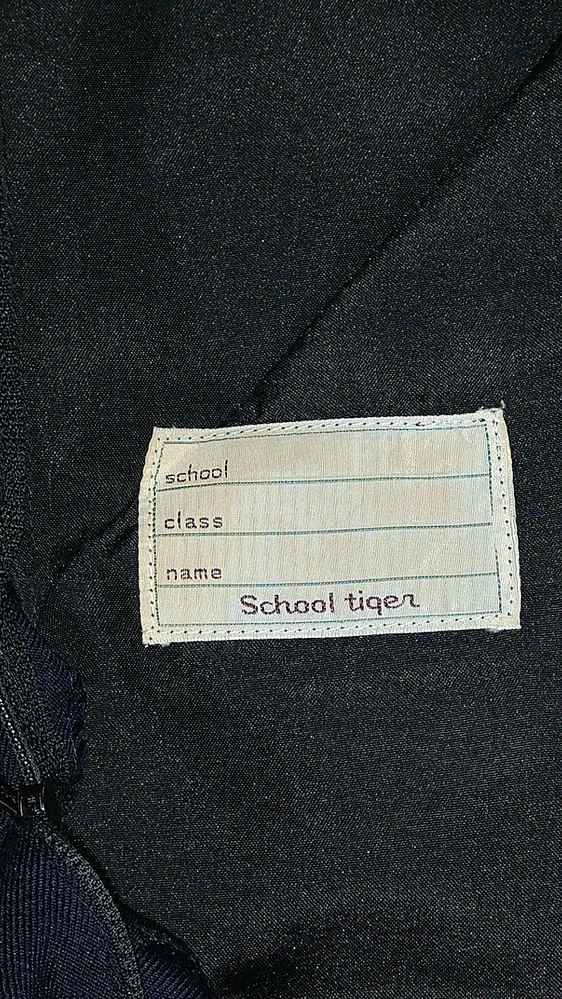 school
class
name
School tiger